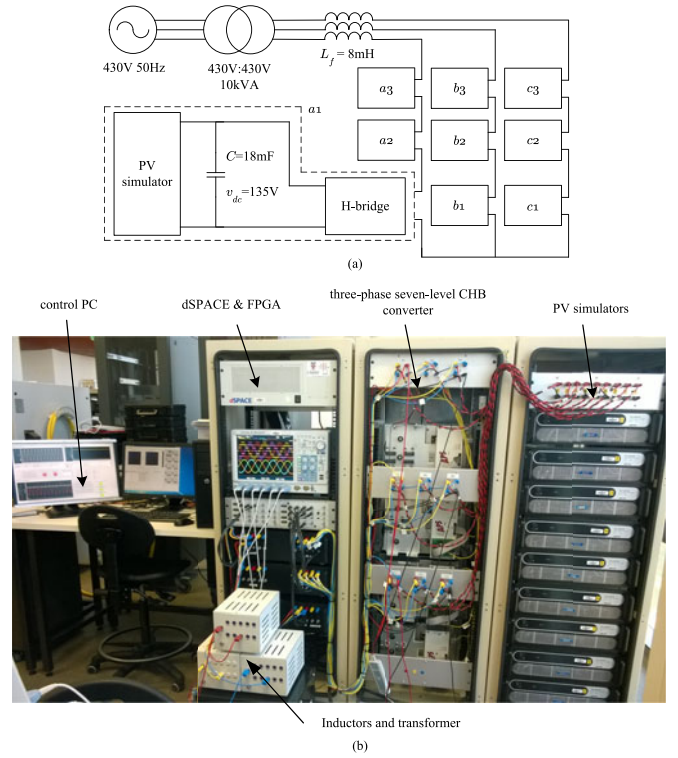 430V 50Hz
430V:430V
10kVA
L_f = 8mH
a3
b3
c3
a1
a2
b2
c2
PV
simulator
C=18mF
v_dc=135V
H-bridge
b1
c1
(a)
control PC
dSPACE & FPGA
three-phase seven-level CHB
converter
PV simulators
dSPACE
Inductors and transformer
(b)